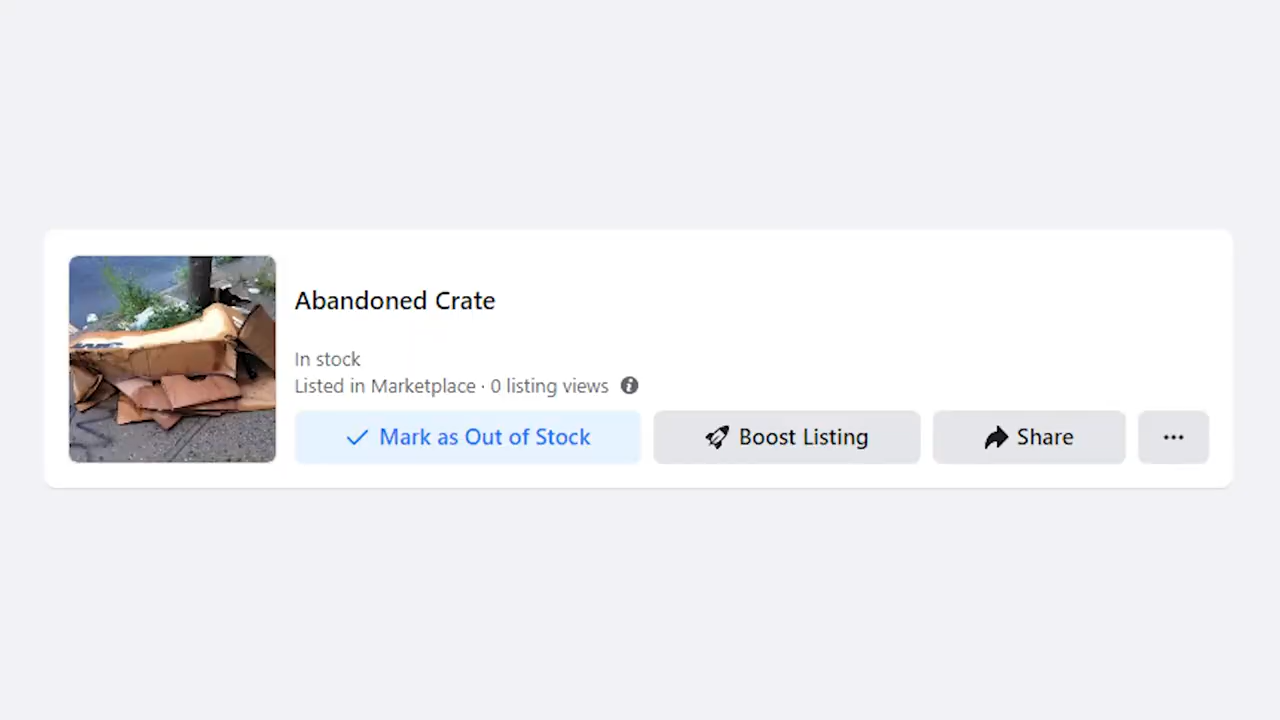 Abandoned Crate
In stock
Listed in Marketplace · 0 listing views
Mark as Out of Stock
Boost Listing
Share